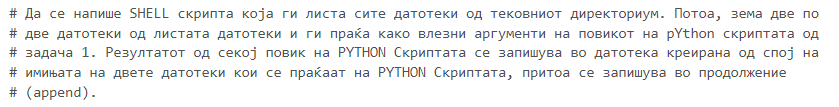 # Да се напише SHELL скрипта која ги листа сите датотеки од тековниот директориум. Потоа, зема две по
# две датотеки од листата датотеки и ги праќа како влезни аргументи на повикот на pYthon скриптата од
# задача 1. Резултатот од секој повик на PYTHON Скриптата се запишува во датотека креирана од спој на
# имињата на двете датотеки кои се праќаат на PYTHON Скриптата, притоа се запишува во продолжение
# (append).